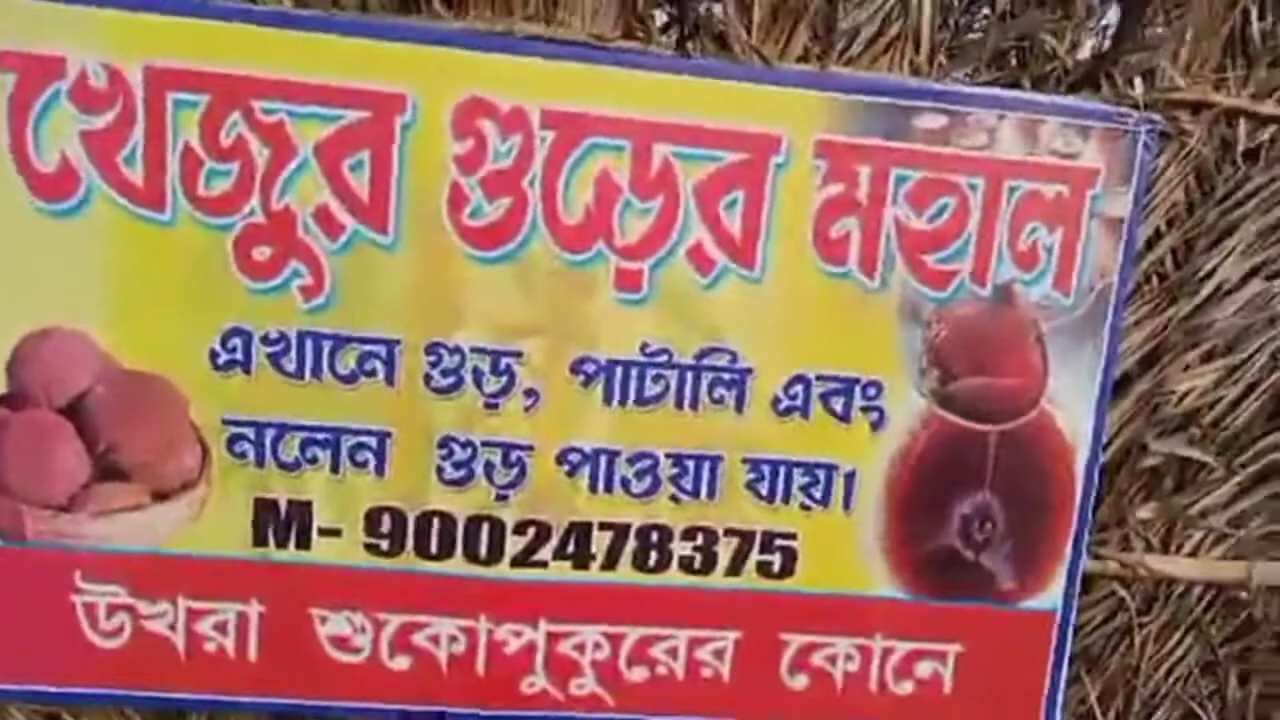 খেজুর গুড়ের মহাল
এখানে গুড়, পাটালি এবং
নলেন গুড় পাওয়া যায়।
M- 9002478375
উখরা শুকোপুকুরের কোনে